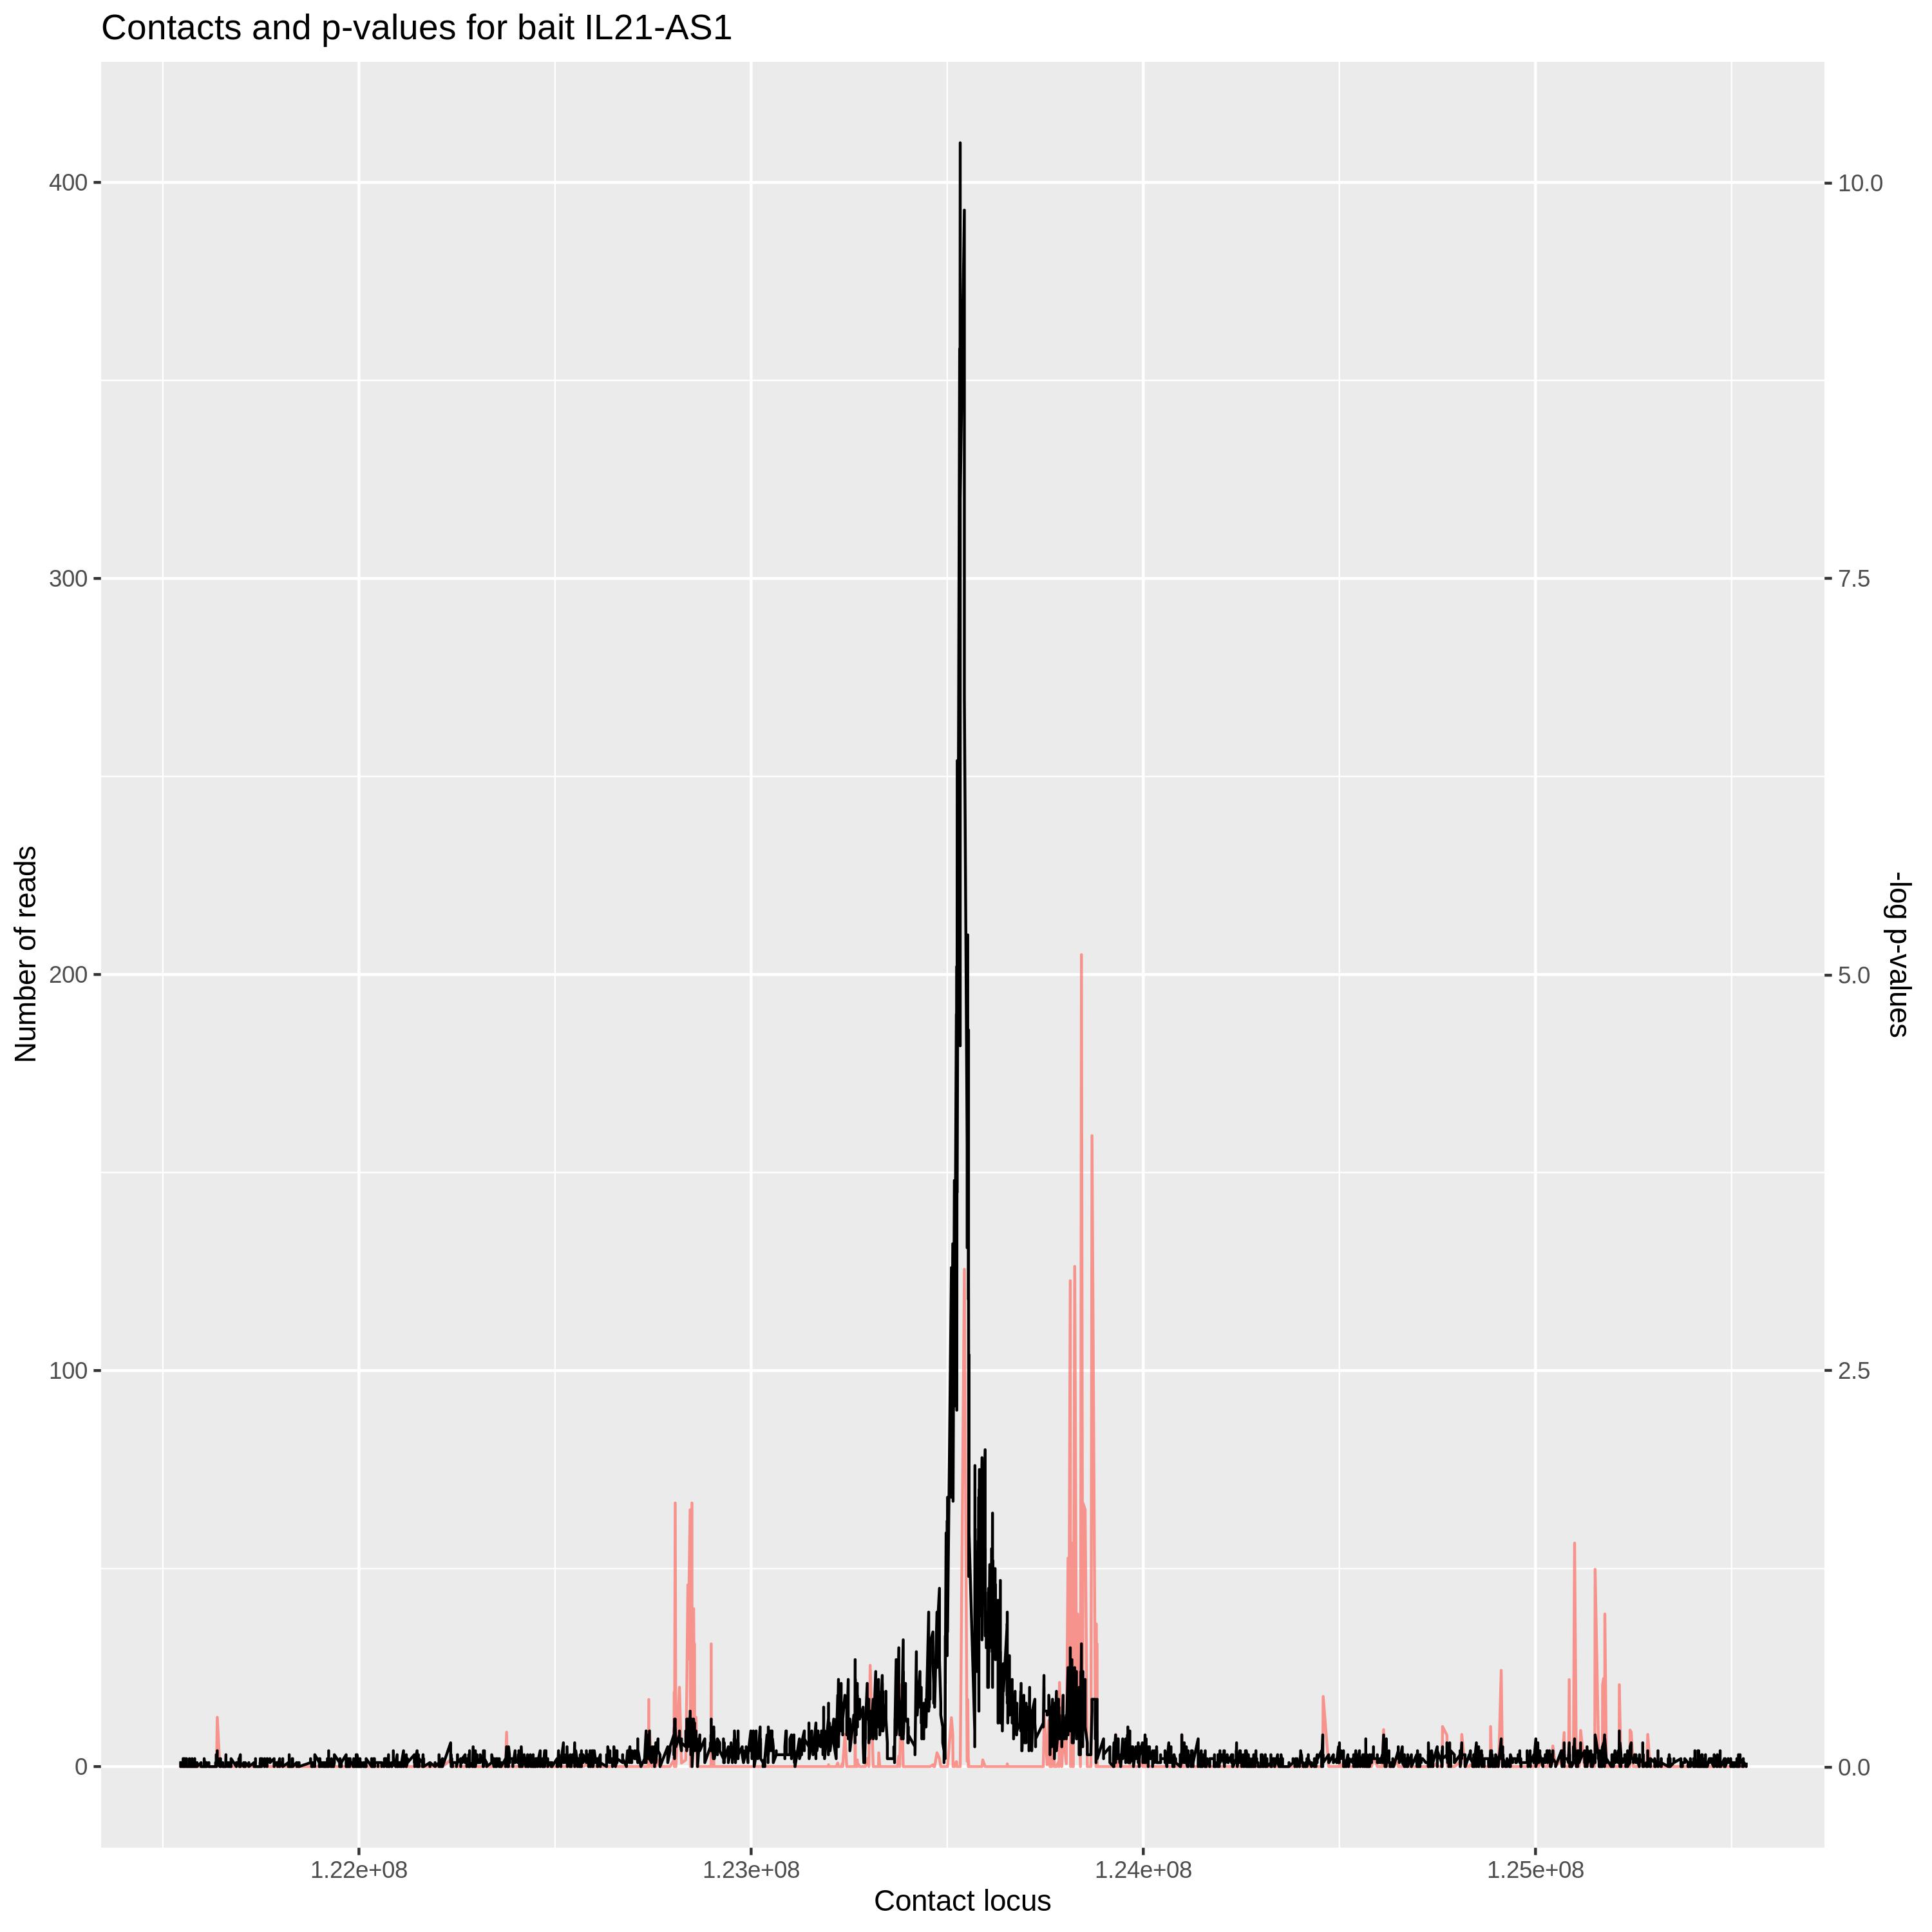 Contacts and p-values for bait IL21-AS1
400
300
200
100
0
Number of reads
10.0
7.5
5.0
2.5
0.0
-log p-values
1.22e+08
1.23e+08
1.24e+08
1.25e+08
Contact locus